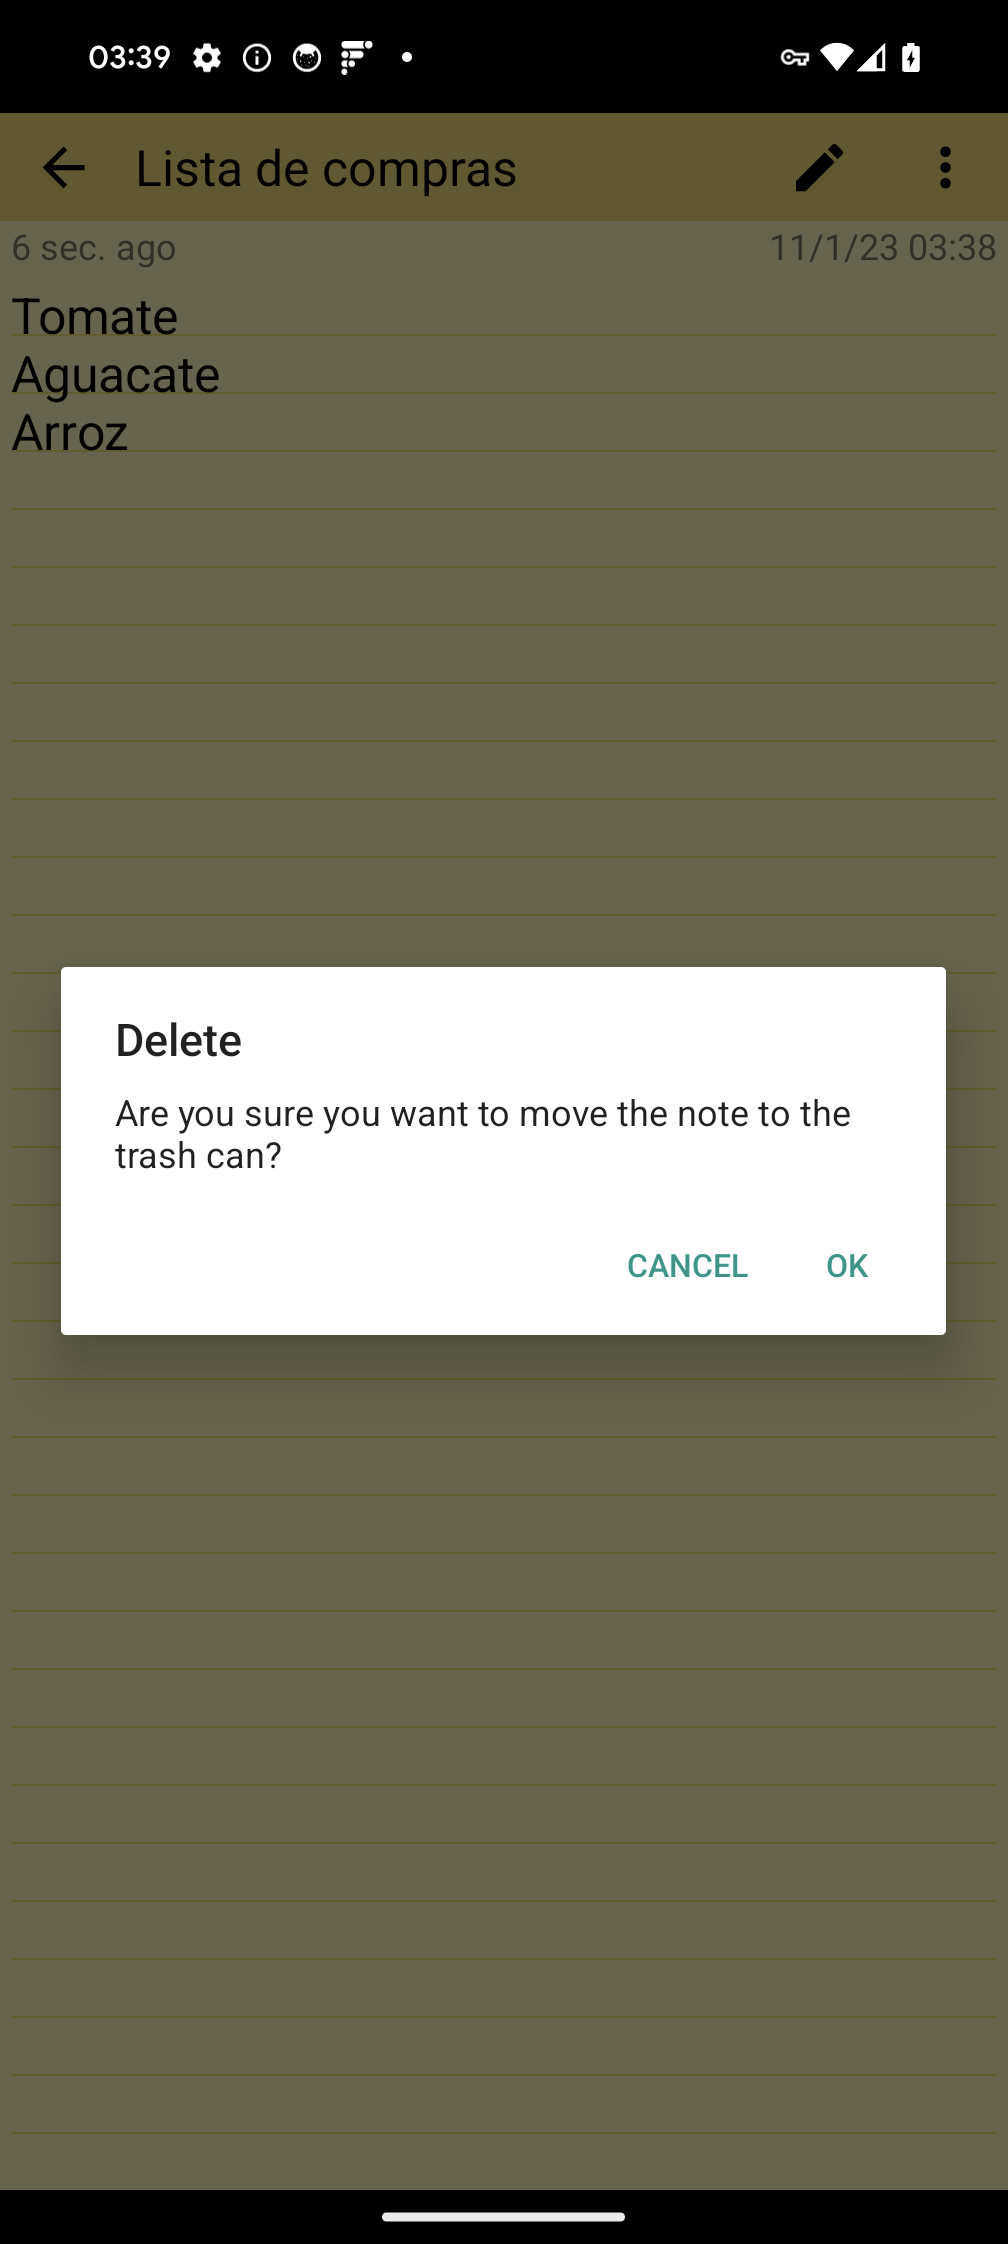 03:39
Lista de compras
6 sec. ago
11/1/23 03:38
Tomate
Aguacate
Arroz
Delete
Are you sure you want to move the note to the
trash can?
CANCEL
OK